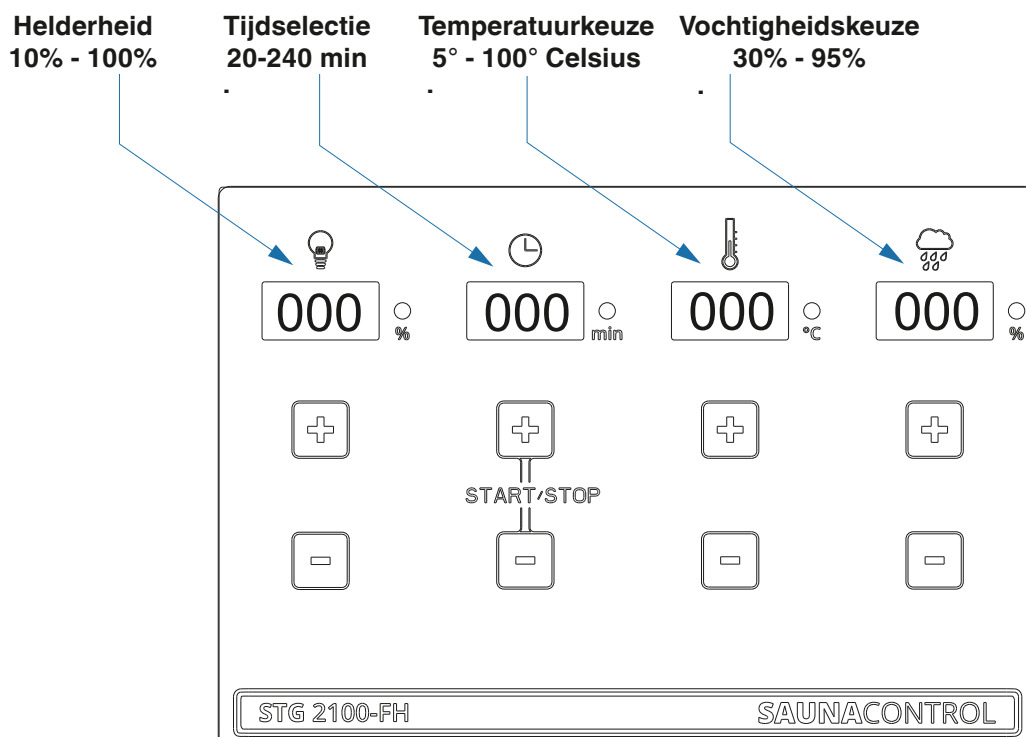 Helderheid
10% - 100%
Tijdselectie
20-240 min
.
Temperatuurkeuze
5° - 100° Celsius
.
Vochtigheidskeuze
30% - 95%
.
000 %
000 min
000 °C
000 %
+ + + +
START/STOP
- - - -
STG 2100-FH
SAUNACONTROL